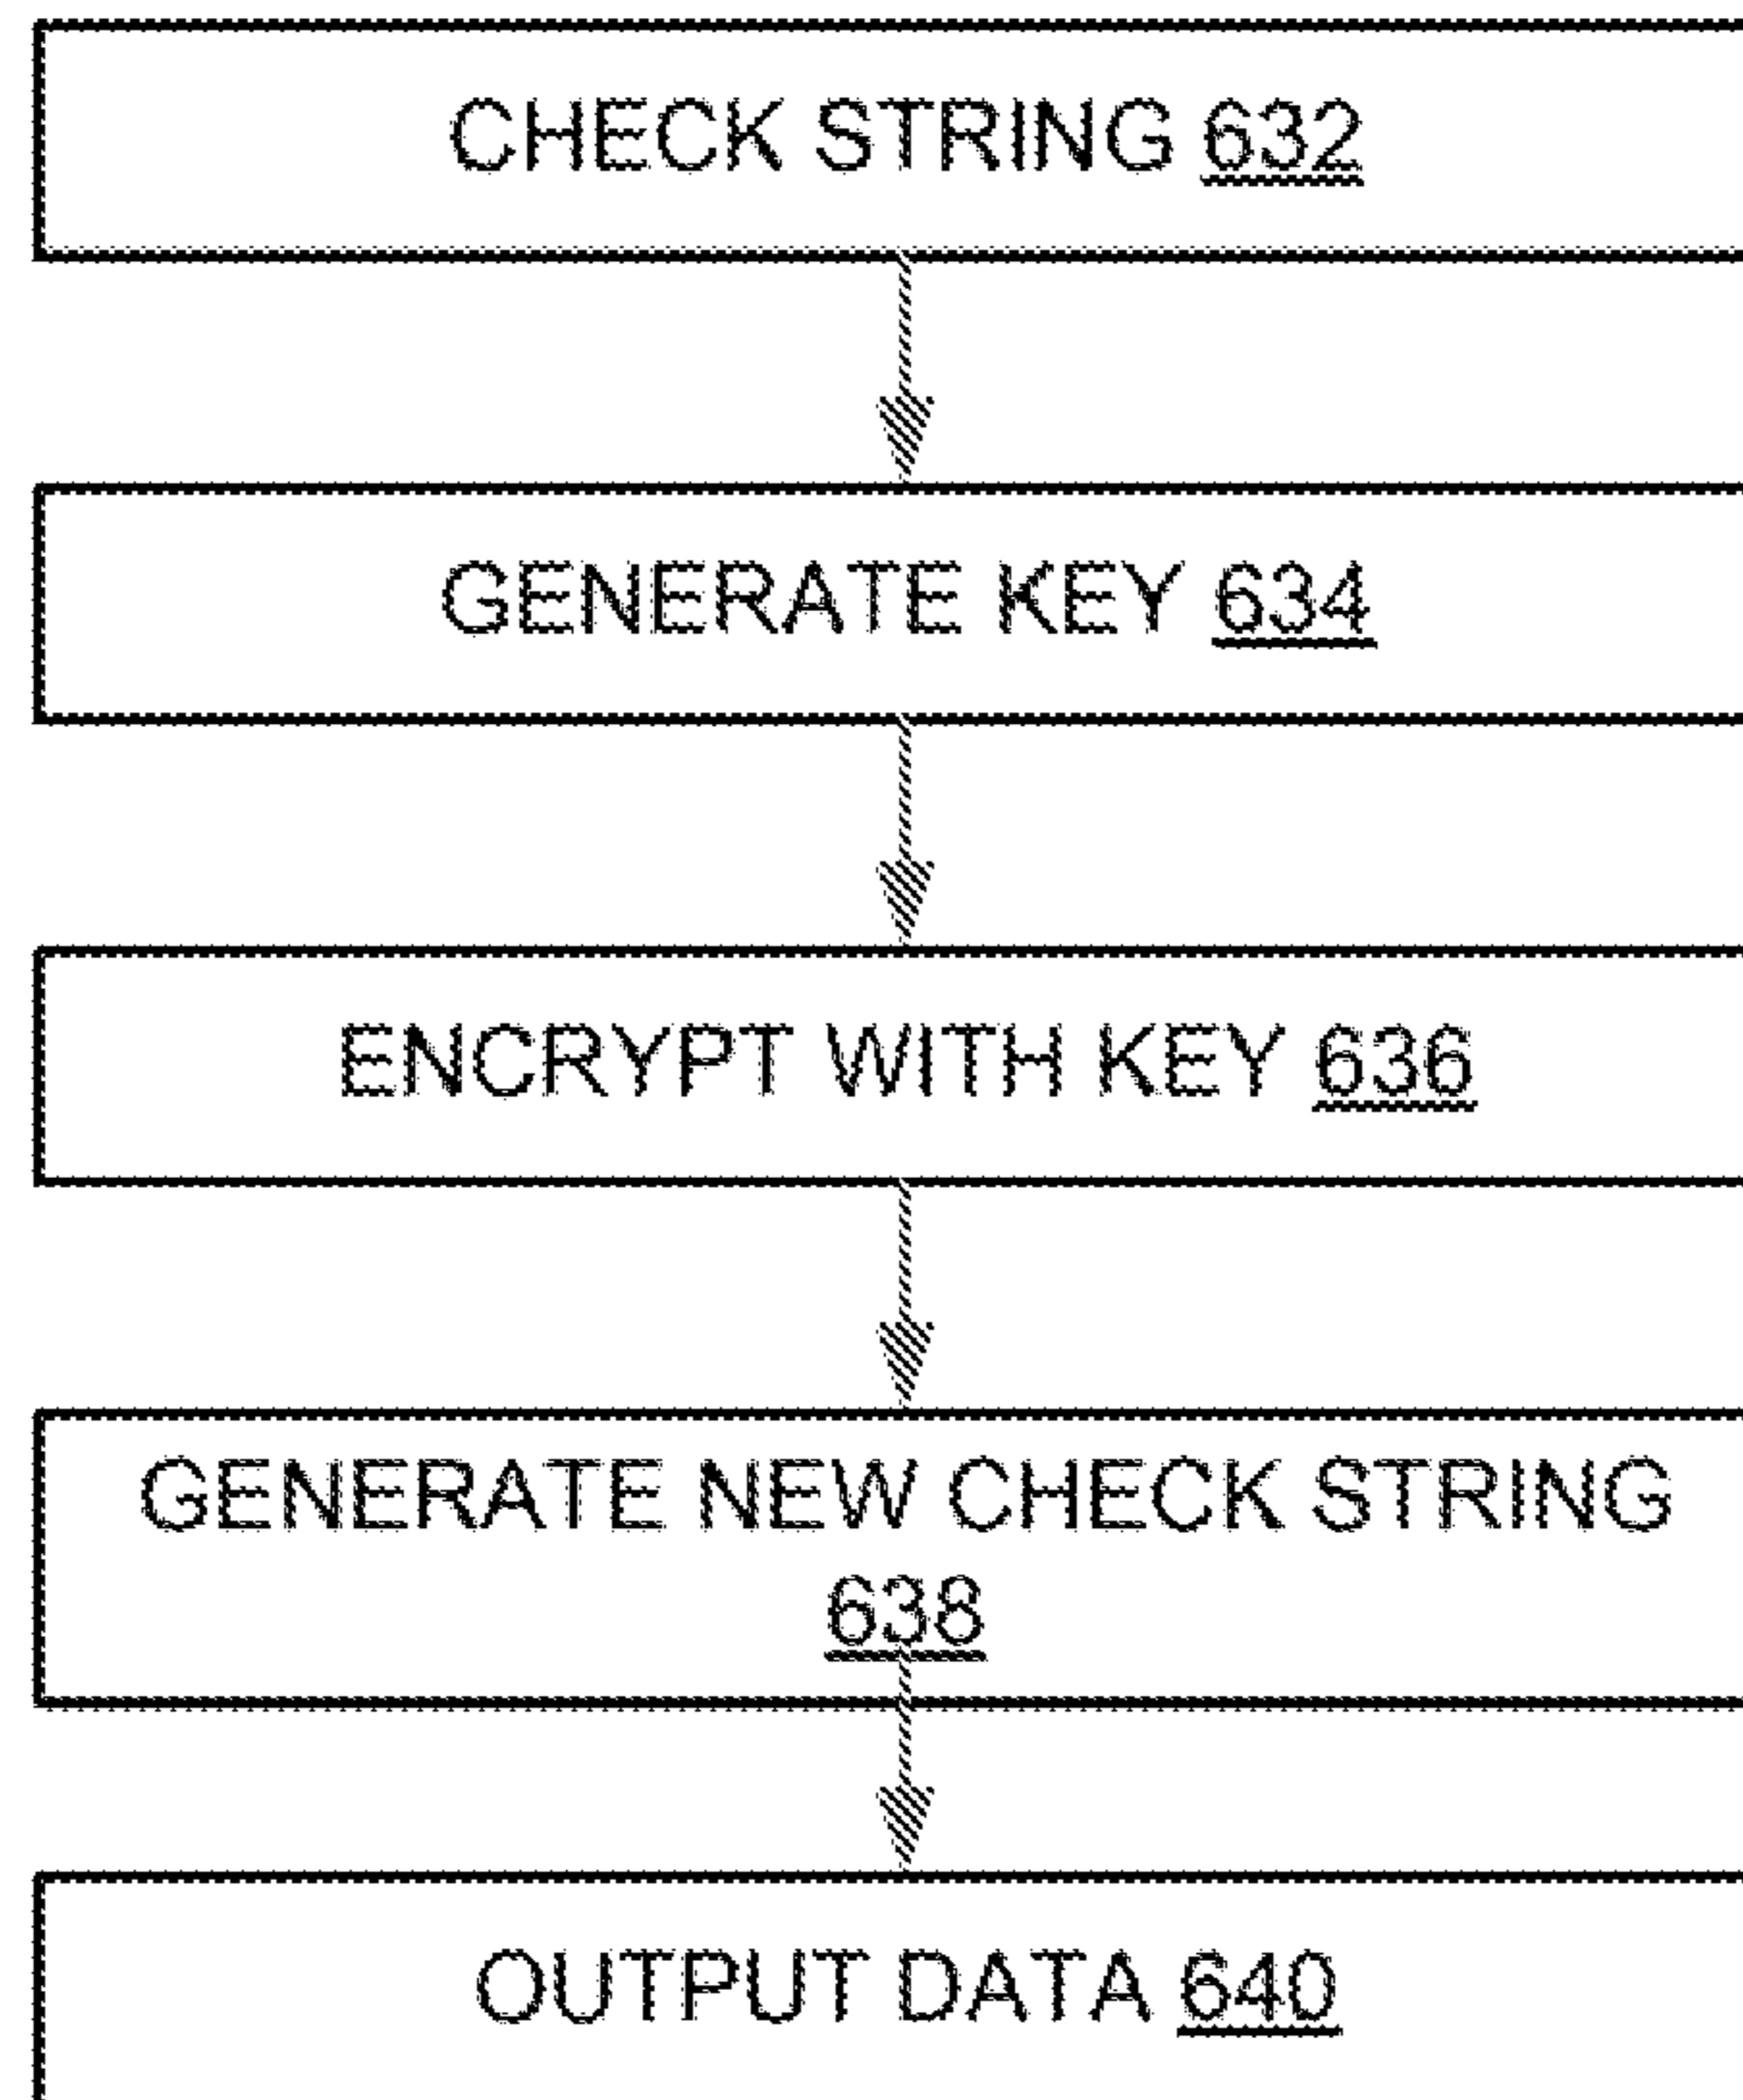 CHECK STRING 632
GENERATE KEY 634
ENCRYPT WITH KEY 636
GENERATE NEW CHECK STRING
638
OUTPUT DATA 640